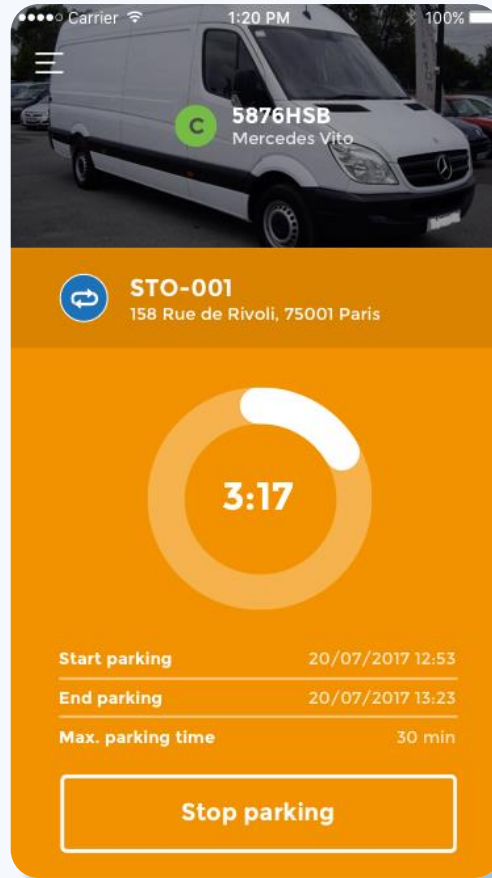 Carrier 1:20 PM 100%
C
5876HSB
Mercedes Vito
STO-001
158 Rue de Rivoli, 75001 Paris
3:17
Start parking 20/07/2017 12:53
End parking 20/07/2017 13:23
Max. parking time 30 min
Stop parking